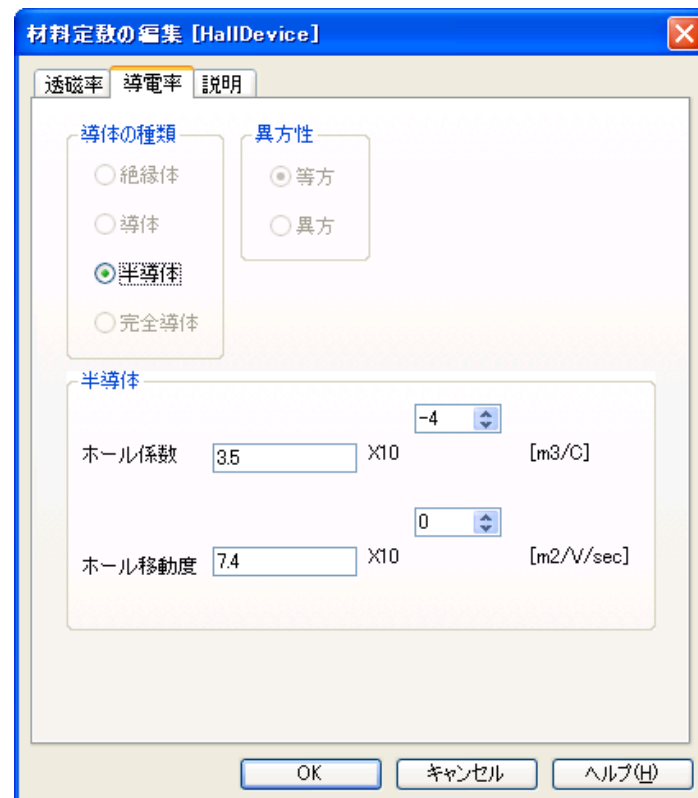 材料定数の編集 [HallDevice]
透磁率 導電率 説明
導体の種類 異方性
絶縁体 等方
導体 異方
半導体
完全導体
半導体
-4
ホール係数 3.5 X10 [m3/C]
0
ホール移動度 7.4 X10 [m2/V/sec]
OK キャンセル ヘルプ(H)